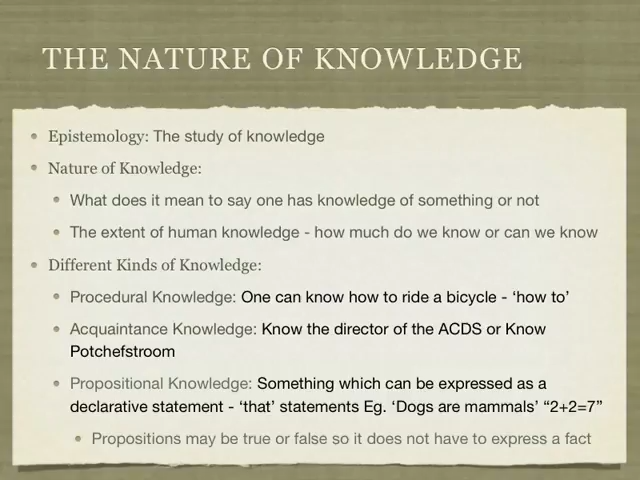 THE NATURE OF KNOWLEDGE
• Epistemology: The study of knowledge
• Nature of Knowledge:
• What does it mean to say one has knowledge of something or not
• The extent of human knowledge - how much do we know or can we know
• Different Kinds of Knowledge:
• Procedural Knowledge: One can know how to ride a bicycle - ‘how to’
• Acquaintance Knowledge: Know the director of the ACDS or Know
Potchefstroom
• Propositional Knowledge: Something which can be expressed as a
declarative statement - ‘that’ statements Eg. ‘Dogs are mammals’ “2+2=7”
• Propositions may be true or false so it does not have to express a fact